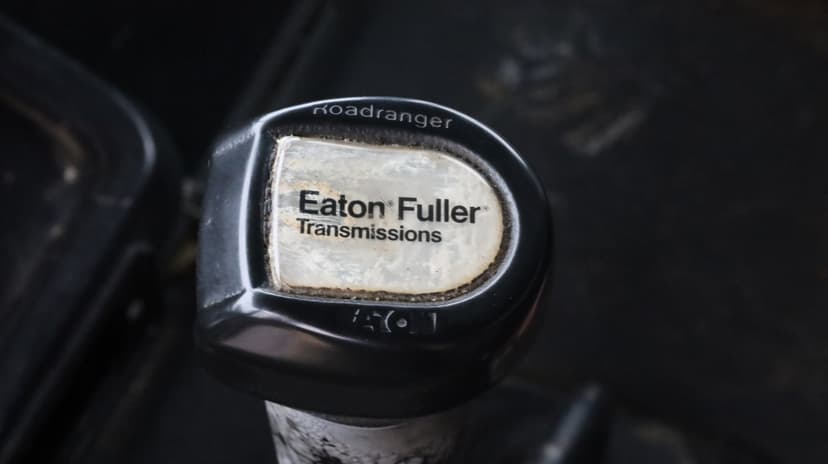 Roadranger
Eaton® Fuller
Transmissions